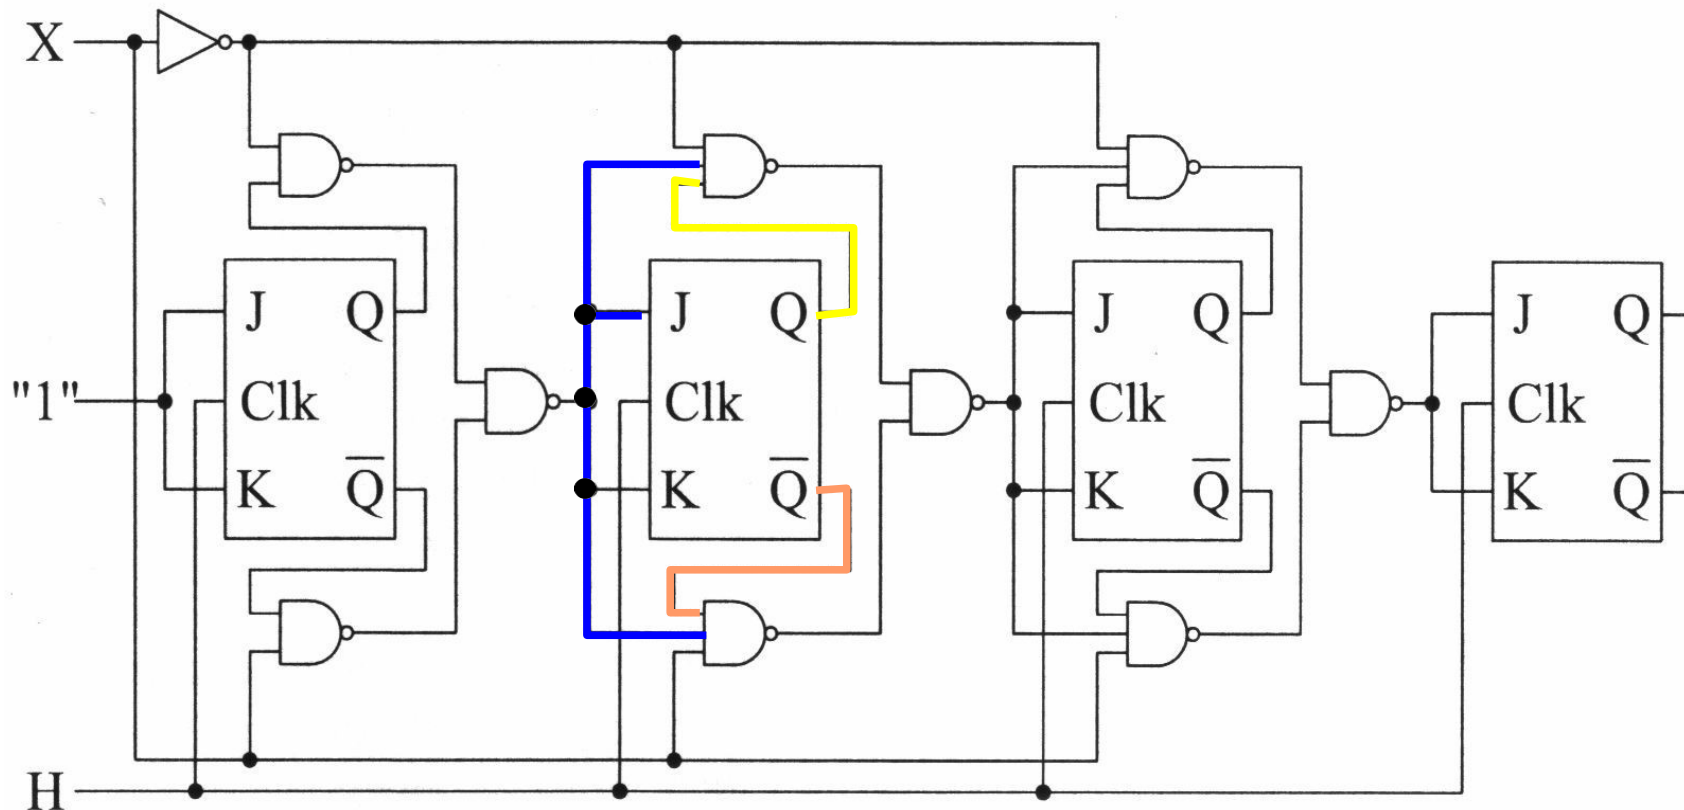 X
J Q J Q J Q J Q
"1" Clk Clk Clk Clk
K Q̅ K Q̅ K Q̅ K Q̅
H